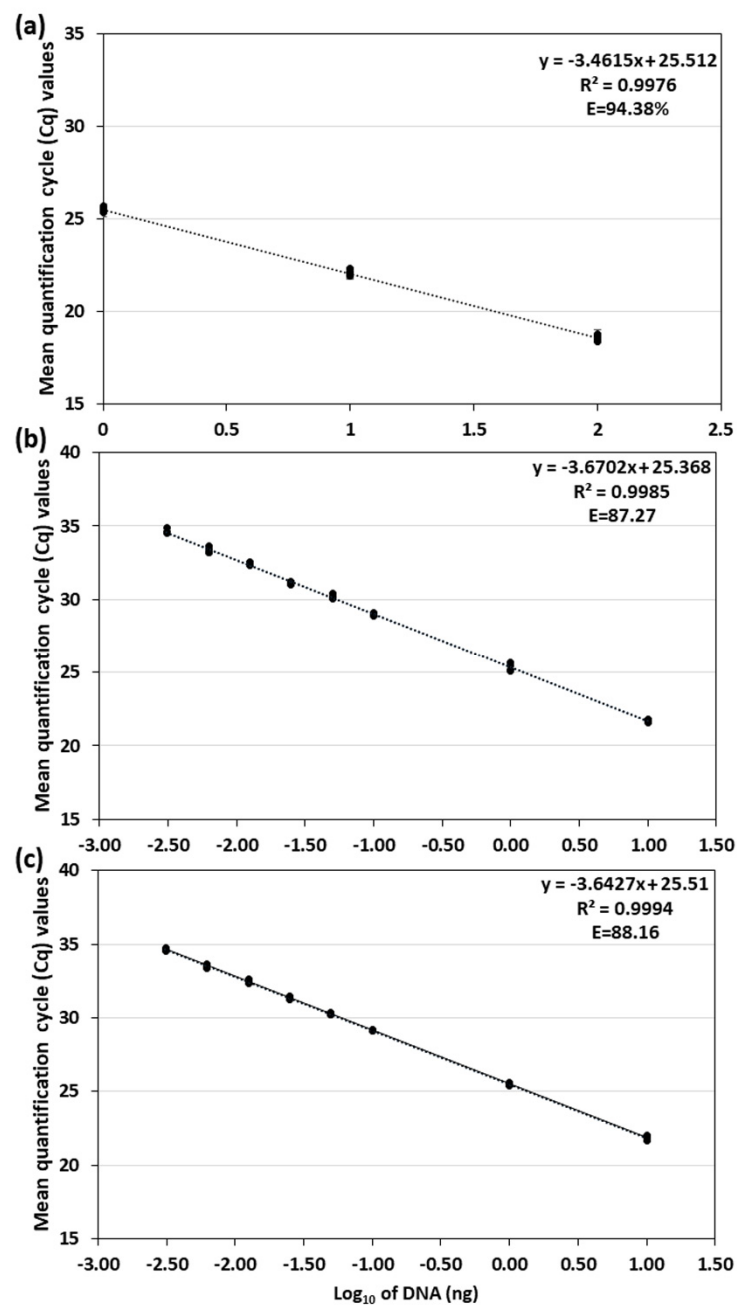 (a)
35
30
25
20
15
Mean quantification cycle (Cq) values
y = -3.4615x + 25.512
R² = 0.9976
E=94.38%
0 0.5 1 1.5 2 2.5
(b)
40
35
30
25
20
15
Mean quantification cycle (Cq) values
y = -3.6702x + 25.368
R² = 0.9985
E=87.27
-3.00 -2.50 -2.00 -1.50 -1.00 -0.50 0.00 0.50 1.00 1.50
(c)
40
35
30
25
20
15
Mean quantification cycle (Cq) values
y = -3.6427x + 25.51
R² = 0.9994
E=88.16
-3.00 -2.50 -2.00 -1.50 -1.00 -0.50 0.00 0.50 1.00 1.50
Log₁₀ of DNA (ng)